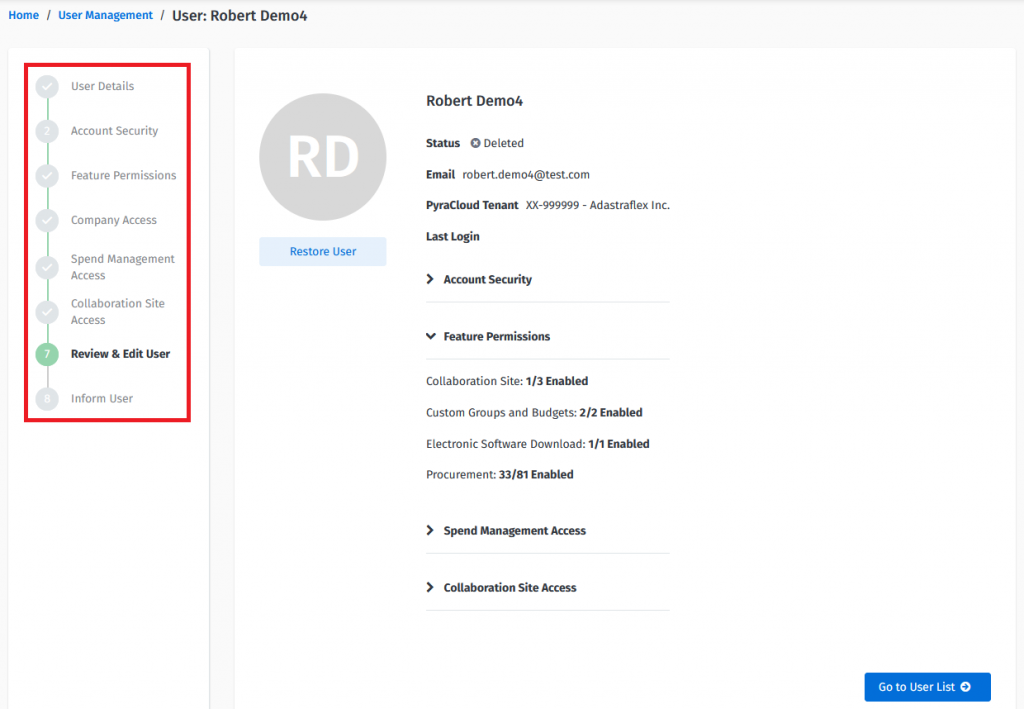 Home / User Management / User: Robert Demo4
User Details
2 Account Security
Feature Permissions
Company Access
Spend Management
Access
Collaboration Site
Access
7 Review & Edit User
8 Inform User
RD
Restore User
Robert Demo4
Status Deleted
Email robert.demo4@test.com
PyraCloud Tenant XX-999999 - Adastraflex Inc.
Last Login
Account Security
Feature Permissions
Collaboration Site: 1/3 Enabled
Custom Groups and Budgets: 2/2 Enabled
Electronic Software Download: 1/1 Enabled
Procurement: 33/81 Enabled
Spend Management Access
Collaboration Site Access
Go to User List